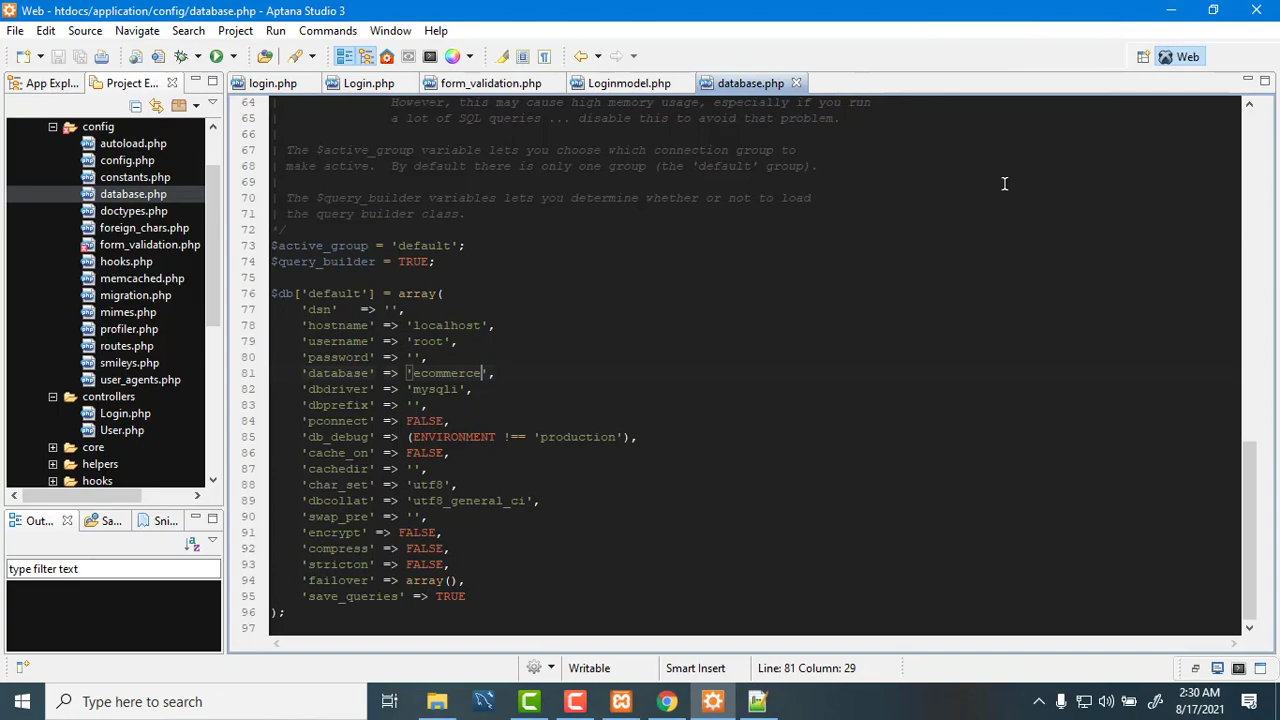 Web - htdocs/application/config/database.php - Aptana Studio 3
File Edit Source Navigate Search Project Run Commands Window Help
Web
App Expl... Project E...
login.php Login.php form_validation.php Loginmodel.php database.php
config
autoload.php
config.php
constants.php
database.php
doctypes.php
foreign_chars.php
form_validation.php
hooks.php
memcached.php
migration.php
mimes.php
profiler.php
routes.php
smileys.php
user_agents.php
controllers
Login.php
User.php
core
helpers
hooks
Out... Sa... Sni...
type filter text
64 | However, this may cause high memory usage, especially if you run
65 | a lot of SQL queries ... disable this to avoid that problem.
66 |
67 | The $active_group variable lets you choose which connection group to
68 | make active. By default there is only one group (the 'default' group).
69 |
70 | The $query_builder variables lets you determine whether or not to load
71 | the query builder class.
72 */
73 $active_group = 'default';
74 $query_builder = TRUE;
75
76 $db['default'] = array(
77 'dsn' => '',
78 'hostname' => 'localhost',
79 'username' => 'root',
80 'password' => '',
81 'database' => 'ecommerce',
82 'dbdriver' => 'mysqli',
83 'dbprefix' => '',
84 'pconnect' => FALSE,
85 'db_debug' => (ENVIRONMENT !== 'production'),
86 'cache_on' => FALSE,
87 'cachedir' => '',
88 'char_set' => 'utf8',
89 'dbcollat' => 'utf8_general_ci',
90 'swap_pre' => '',
91 'encrypt' => FALSE,
92 'compress' => FALSE,
93 'stricton' => FALSE,
94 'failover' => array(),
95 'save_queries' => TRUE
96 );
97
Writable Smart Insert Line: 81 Column: 29
Type here to search
2:30 AM
8/17/2021